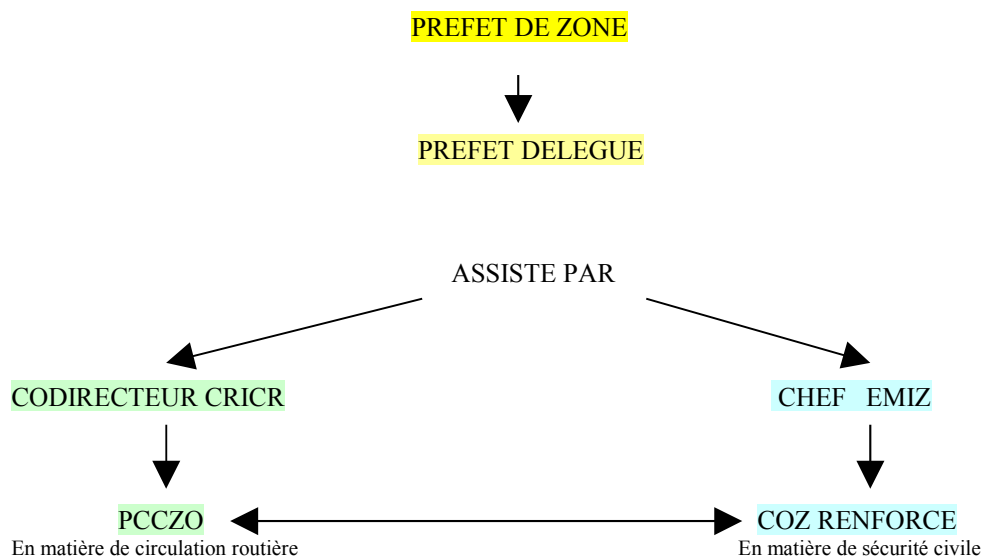 PREFET DE ZONE
PREFET DELEGUE
ASSISTE PAR
CODIRECTEUR CRICR
CHEF EMIZ
PCCZO
COZ RENFORCE
En matière de circulation routière
En matière de sécurité civile